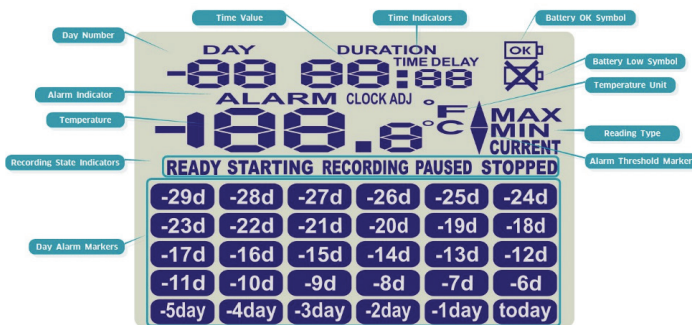 Time Value
Time Indicators
Battery OK Symbol
Day Number
DAY
DURATION
OK
TIME DELAY
-88 88:88
Battery Low Symbol
Temperature Unit
Alarm Indicator
ALARM CLOCK ADJ
°F
MAX
Temperature
-188.8
°C
MIN
Reading Type
CURRENT
Alarm Threshold Marker
Recording State Indicators
READY STARTING RECORDING PAUSED STOPPED
-29d -28d -27d -26d -25d -24d
-23d -22d -21d -20d -19d -18d
Day Alarm Markers
-17d -16d -15d -14d -13d -12d
-11d -10d -9d -8d -7d -6d
-5day -4day -3day -2day -1day today